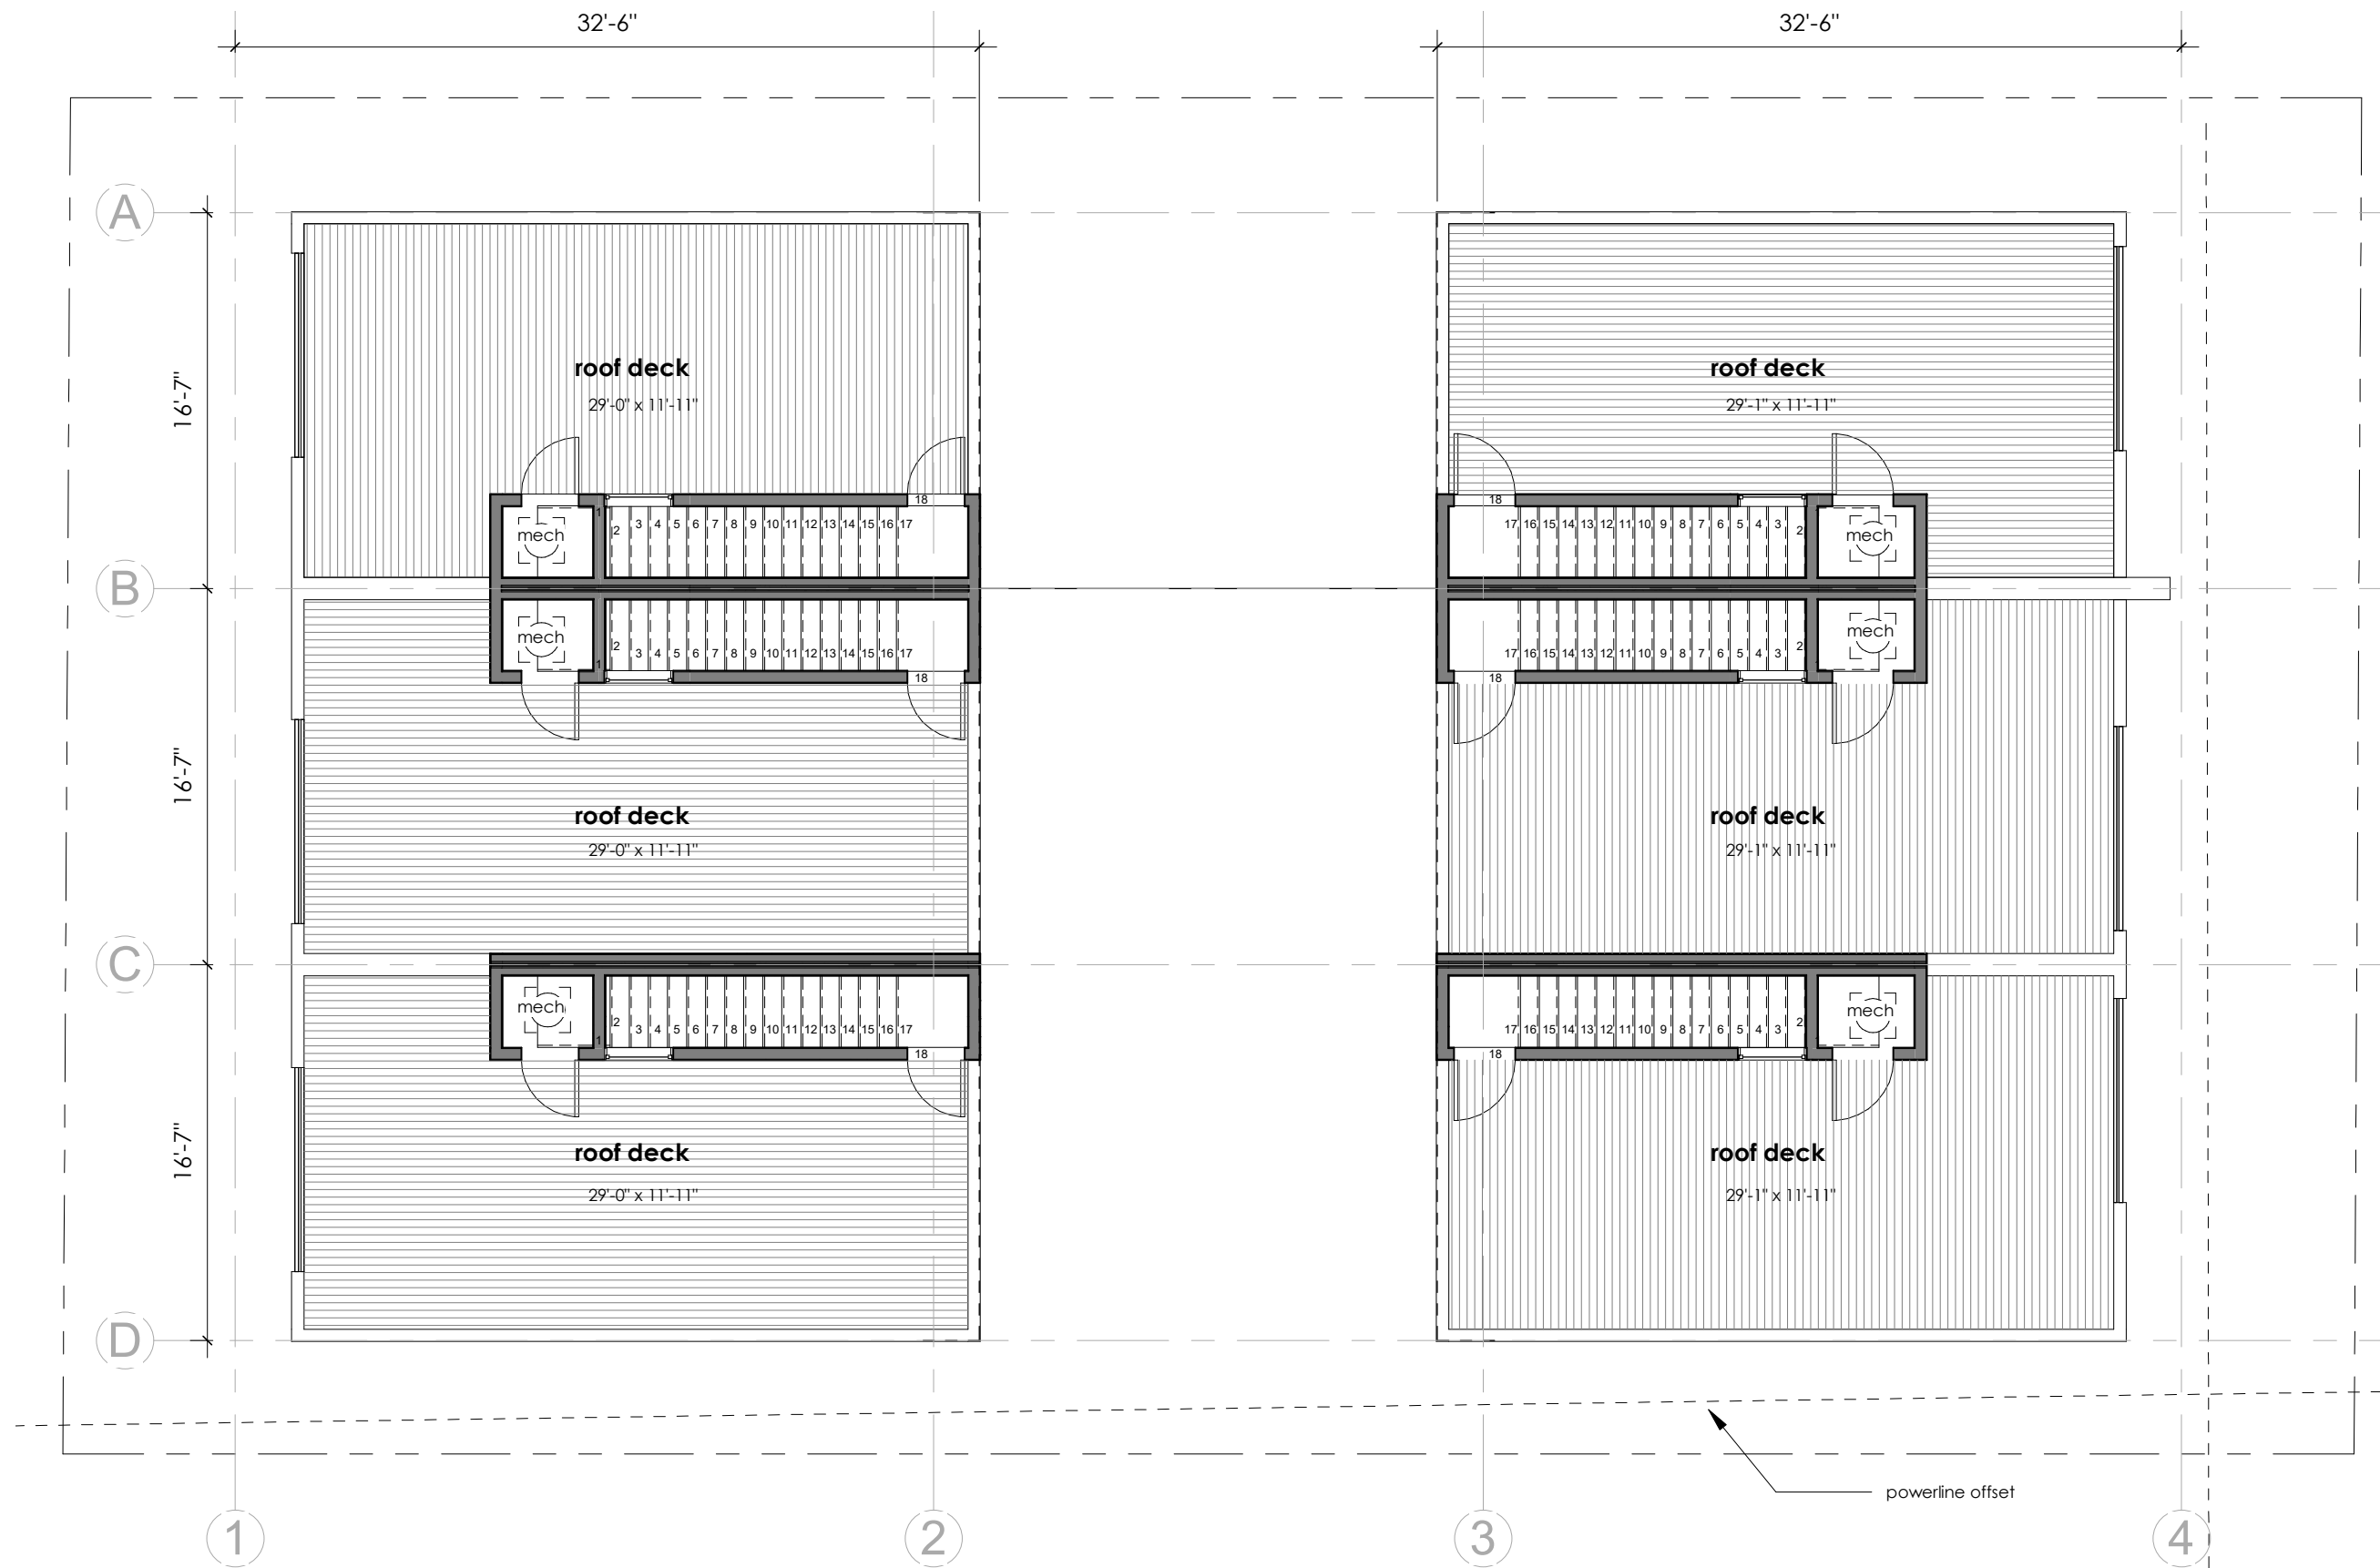 32'-6" 32'-6"
A
16'-7"
roof deck roof deck
29'-0" x 11'-11" 29'-1" x 11'-11"
18 18
1 2 3 4 5 6 7 8 9 10 11 12 13 14 15 16 17 17 16 15 14 13 12 11 10 9 8 7 6 5 4 3 2
mech mech
B
mech mech
1 2 3 4 5 6 7 8 9 10 11 12 13 14 15 16 17 17 16 15 14 13 12 11 10 9 8 7 6 5 4 3 2
18 18
16'-7"
roof deck roof deck
29'-0" x 11'-11" 29'-1" x 11'-11"
C
mech mech
1 2 3 4 5 6 7 8 9 10 11 12 13 14 15 16 17 17 16 15 14 13 12 11 10 9 8 7 6 5 4 3 2
18 18
16'-7"
roof deck roof deck
29'-0" x 11'-11" 29'-1" x 11'-11"
D
powerline offset
1 2 3 4